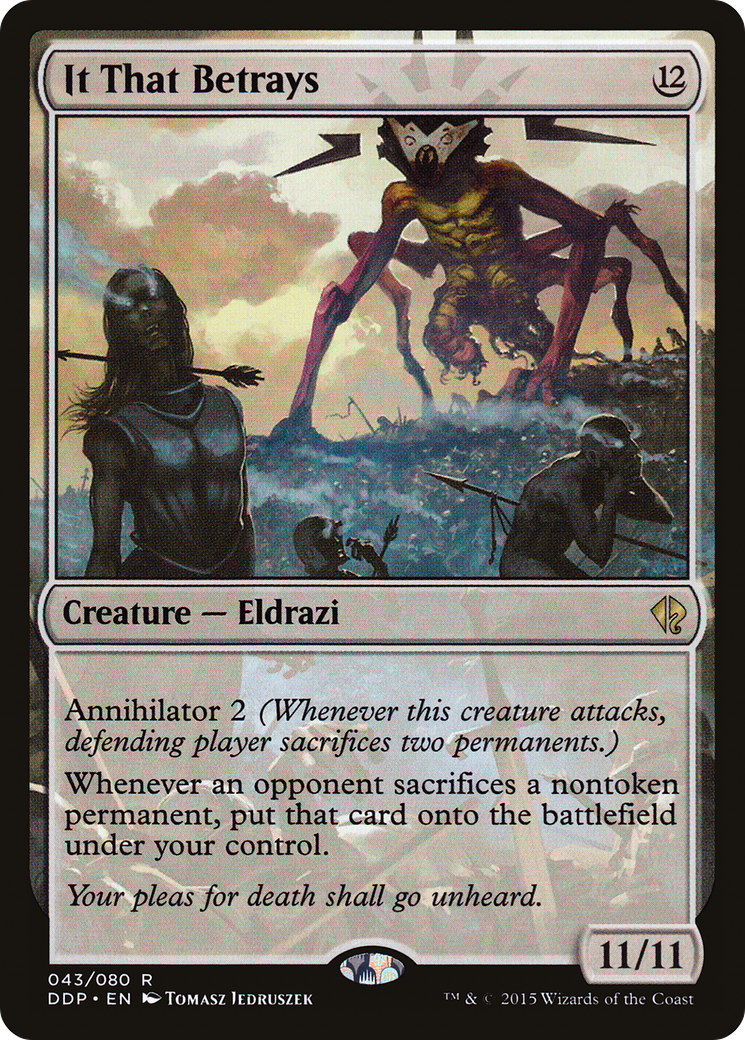 It That Betrays
12
Creature — Eldrazi
Annihilator 2 (Whenever this creature attacks,
defending player sacrifices two permanents.)
Whenever an opponent sacrifices a nontoken
permanent, put that card onto the battlefield
under your control.
Your pleas for death shall go unheard.
11/11
043/080 R
DDP • EN Tomasz Jedruszek
™ & © 2015 Wizards of the Coast